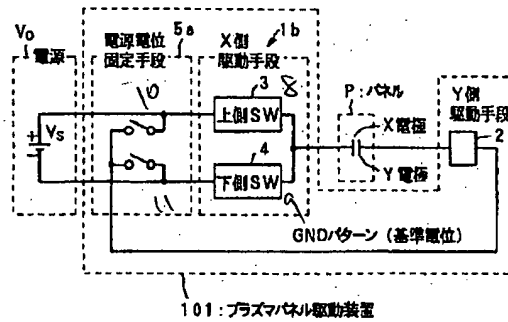 V0 電源
電源電位
固定手段
5a
X側
駆動手段
1b
10
3
8
上側SW
P:パネル
X電極
Y電極
Y側
駆動手段
2
+
Vs
-
4
下側SW
11
GNDパターン(基準電位)
101:プラズマパネル駆動装置